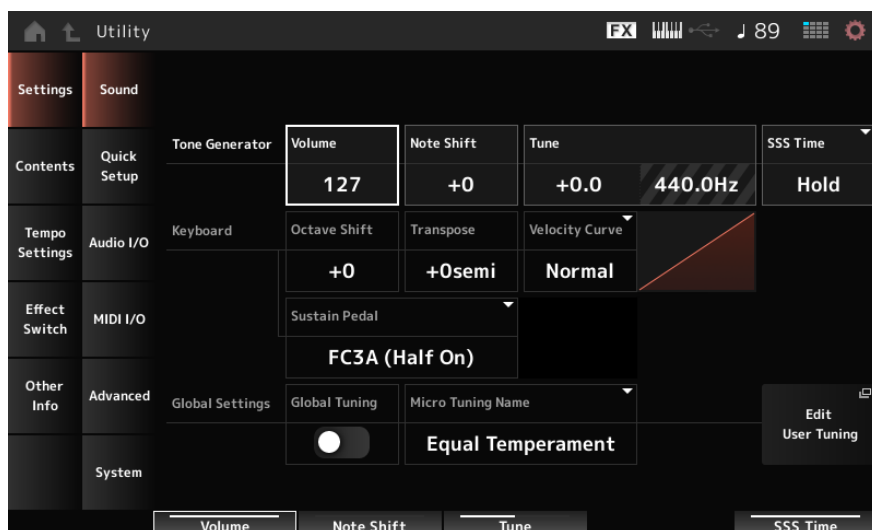 Utility
FX
♩ 89
Settings
Sound
Contents
Quick
Setup
Tempo
Settings
Audio I/O
Effect
Switch
MIDI I/O
Other
Info
Advanced
System
Tone Generator
Volume
Note Shift
Tune
SSS Time
127
+0
+0.0
440.0Hz
Hold
Keyboard
Octave Shift
Transpose
Velocity Curve
+0
+0semi
Normal
Sustain Pedal
FC3A (Half On)
Global Settings
Global Tuning
Micro Tuning Name
Equal Temperament
Edit
User Tuning
Volume
Note Shift
Tune
SSS Time